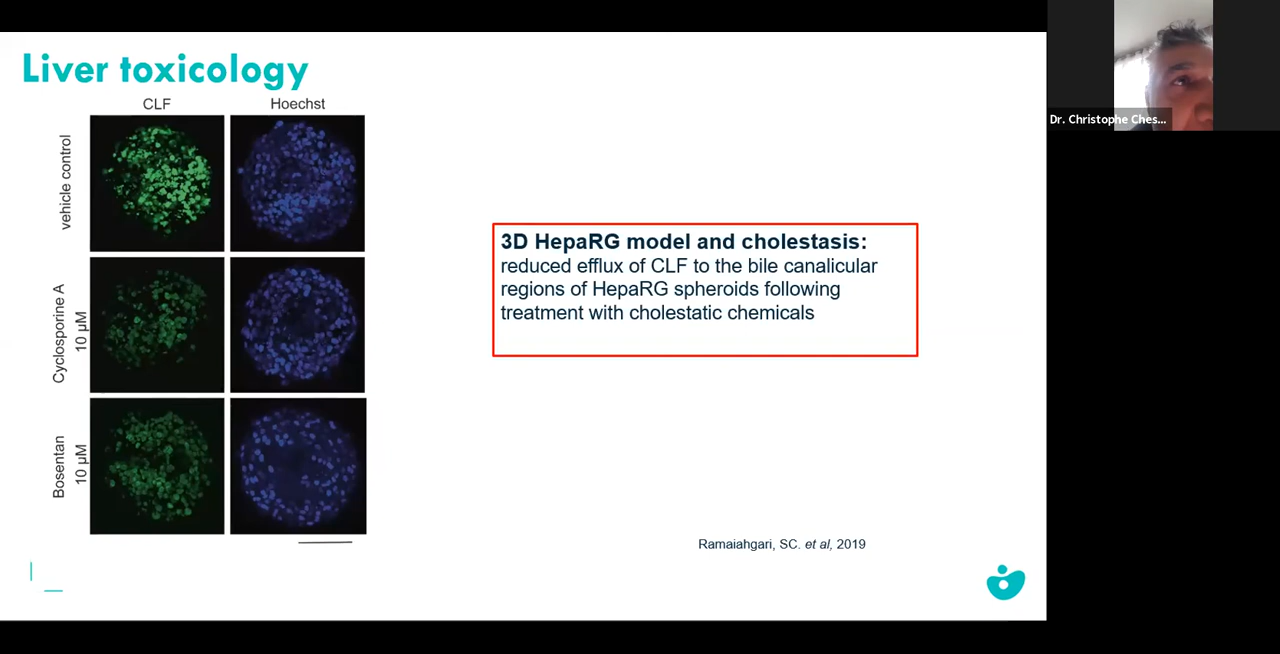 Liver toxicology
CLF
Hoechst
vehicle control
Cyclosporine A
10 μM
Bosentan
10 μM
3D HepaRG model and cholestasis:
reduced efflux of CLF to the bile canalicular
regions of HepaRG spheroids following
treatment with cholestatic chemicals
Ramaiahgari, SC. et al, 2019
Dr. Christophe Ches...